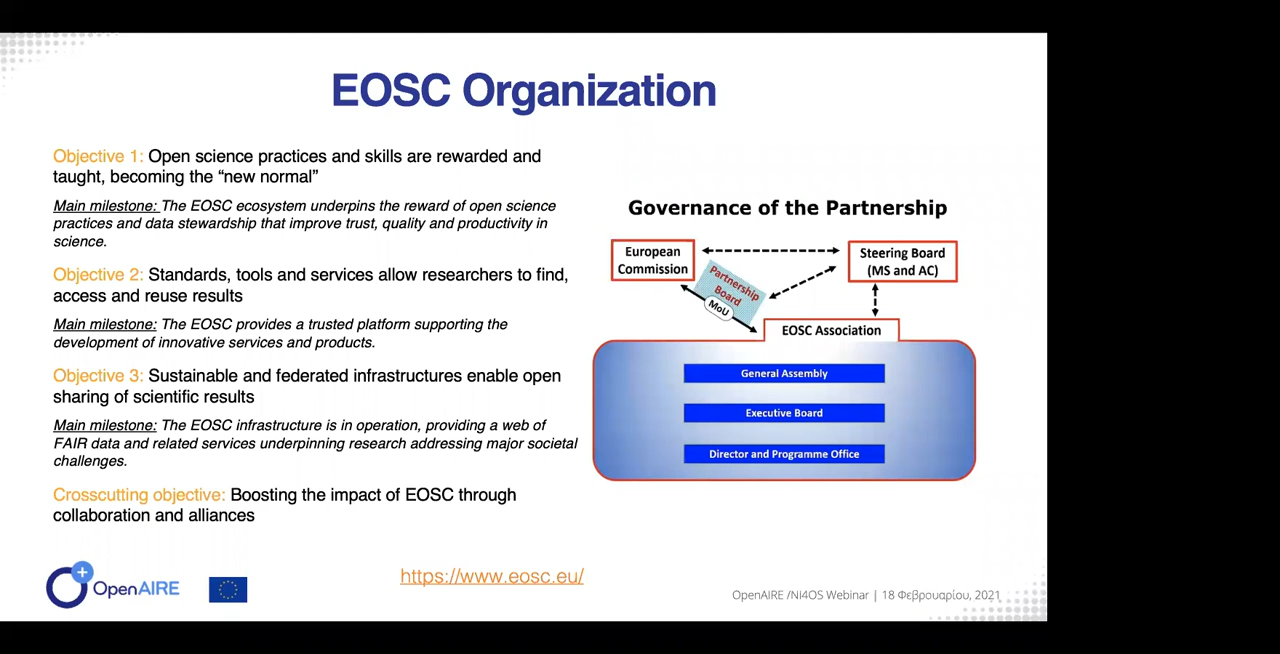 EOSC Organization
Objective 1: Open science practices and skills are rewarded and
taught, becoming the “new normal”
Main milestone: The EOSC ecosystem underpins the reward of open science
practices and data stewardship that improve trust, quality and productivity in
science.
Objective 2: Standards, tools and services allow researchers to find,
access and reuse results
Main milestone: The EOSC provides a trusted platform supporting the
development of innovative services and products.
Objective 3: Sustainable and federated infrastructures enable open
sharing of scientific results
Main milestone: The EOSC infrastructure is in operation, providing a web of
FAIR data and related services underpinning research addressing major societal
challenges.
Crosscutting objective: Boosting the impact of EOSC through
collaboration and alliances
Governance of the Partnership
European
Commission
Steering Board
(MS and AC)
Partnership
Board
MoU
EOSC Association
General Assembly
Executive Board
Director and Programme Office
OpenAIRE
https://www.eosc.eu/
OpenAIRE /NI4OS Webinar | 18 Φεβρουαρίου, 2021